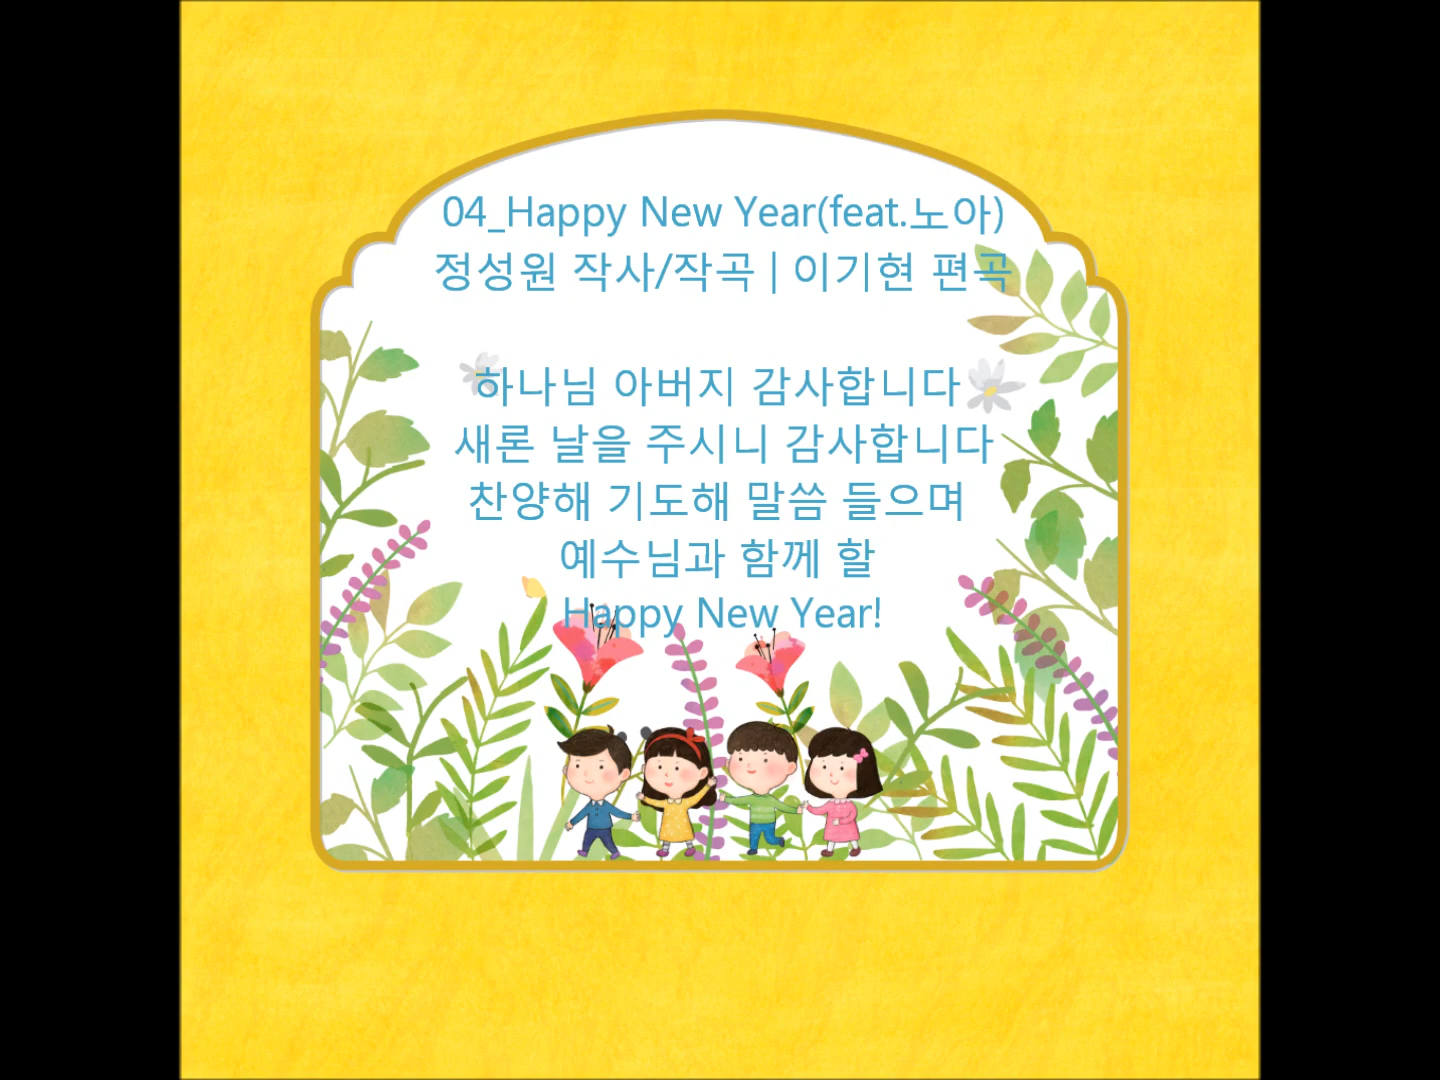 04_Happy New Year(feat.노아)
정성원 작사/작곡 | 이기현 편곡
하나님 아버지 감사합니다
새론 날을 주시니 감사합니다
찬양해 기도해 말씀 들으며
예수님과 함께 할
Happy New Year!